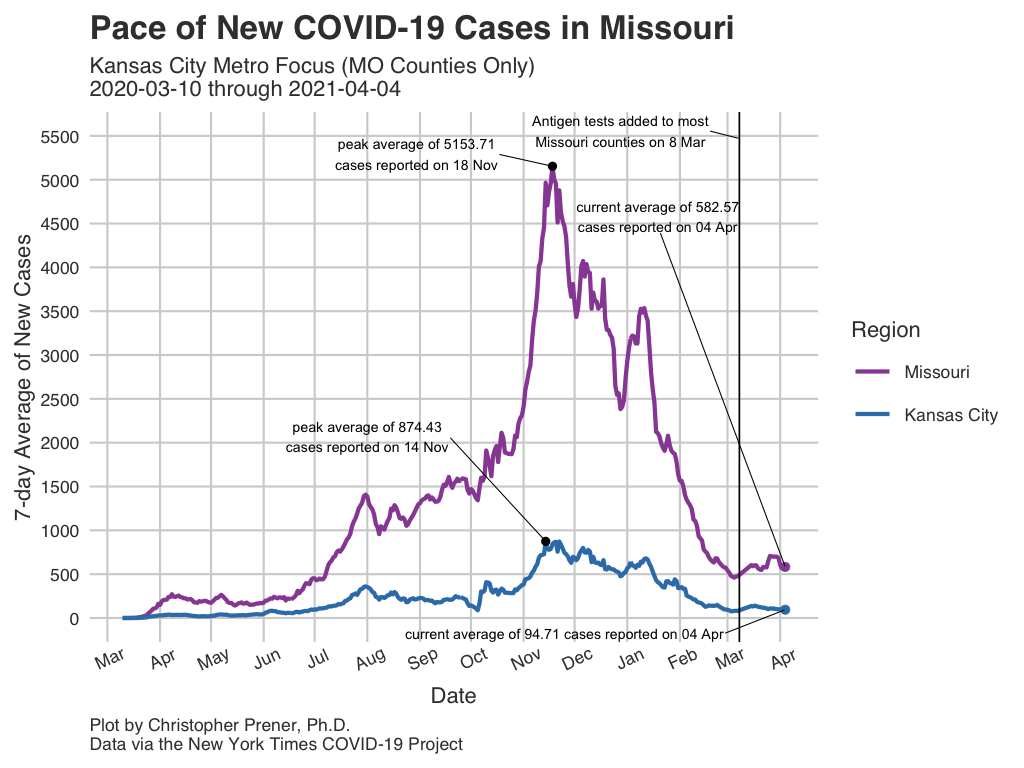 Pace of New COVID-19 Cases in Missouri
Kansas City Metro Focus (MO Counties Only)
2020-03-10 through 2021-04-04
Antigen tests added to most
Missouri counties on 8 Mar
peak average of 5153.71
cases reported on 18 Nov
current average of 582.57
cases reported on 04 Apr
peak average of 874.43
cases reported on 14 Nov
current average of 94.71 cases reported on 04 Apr
7-day Average of New Cases
5500
5000
4500
4000
3500
3000
2500
2000
1500
1000
500
0
Mar Apr May Jun Jul Aug Sep Oct Nov Dec Jan Feb Mar Apr
Date
Region
Missouri
Kansas City
Plot by Christopher Prener, Ph.D.
Data via the New York Times COVID-19 Project